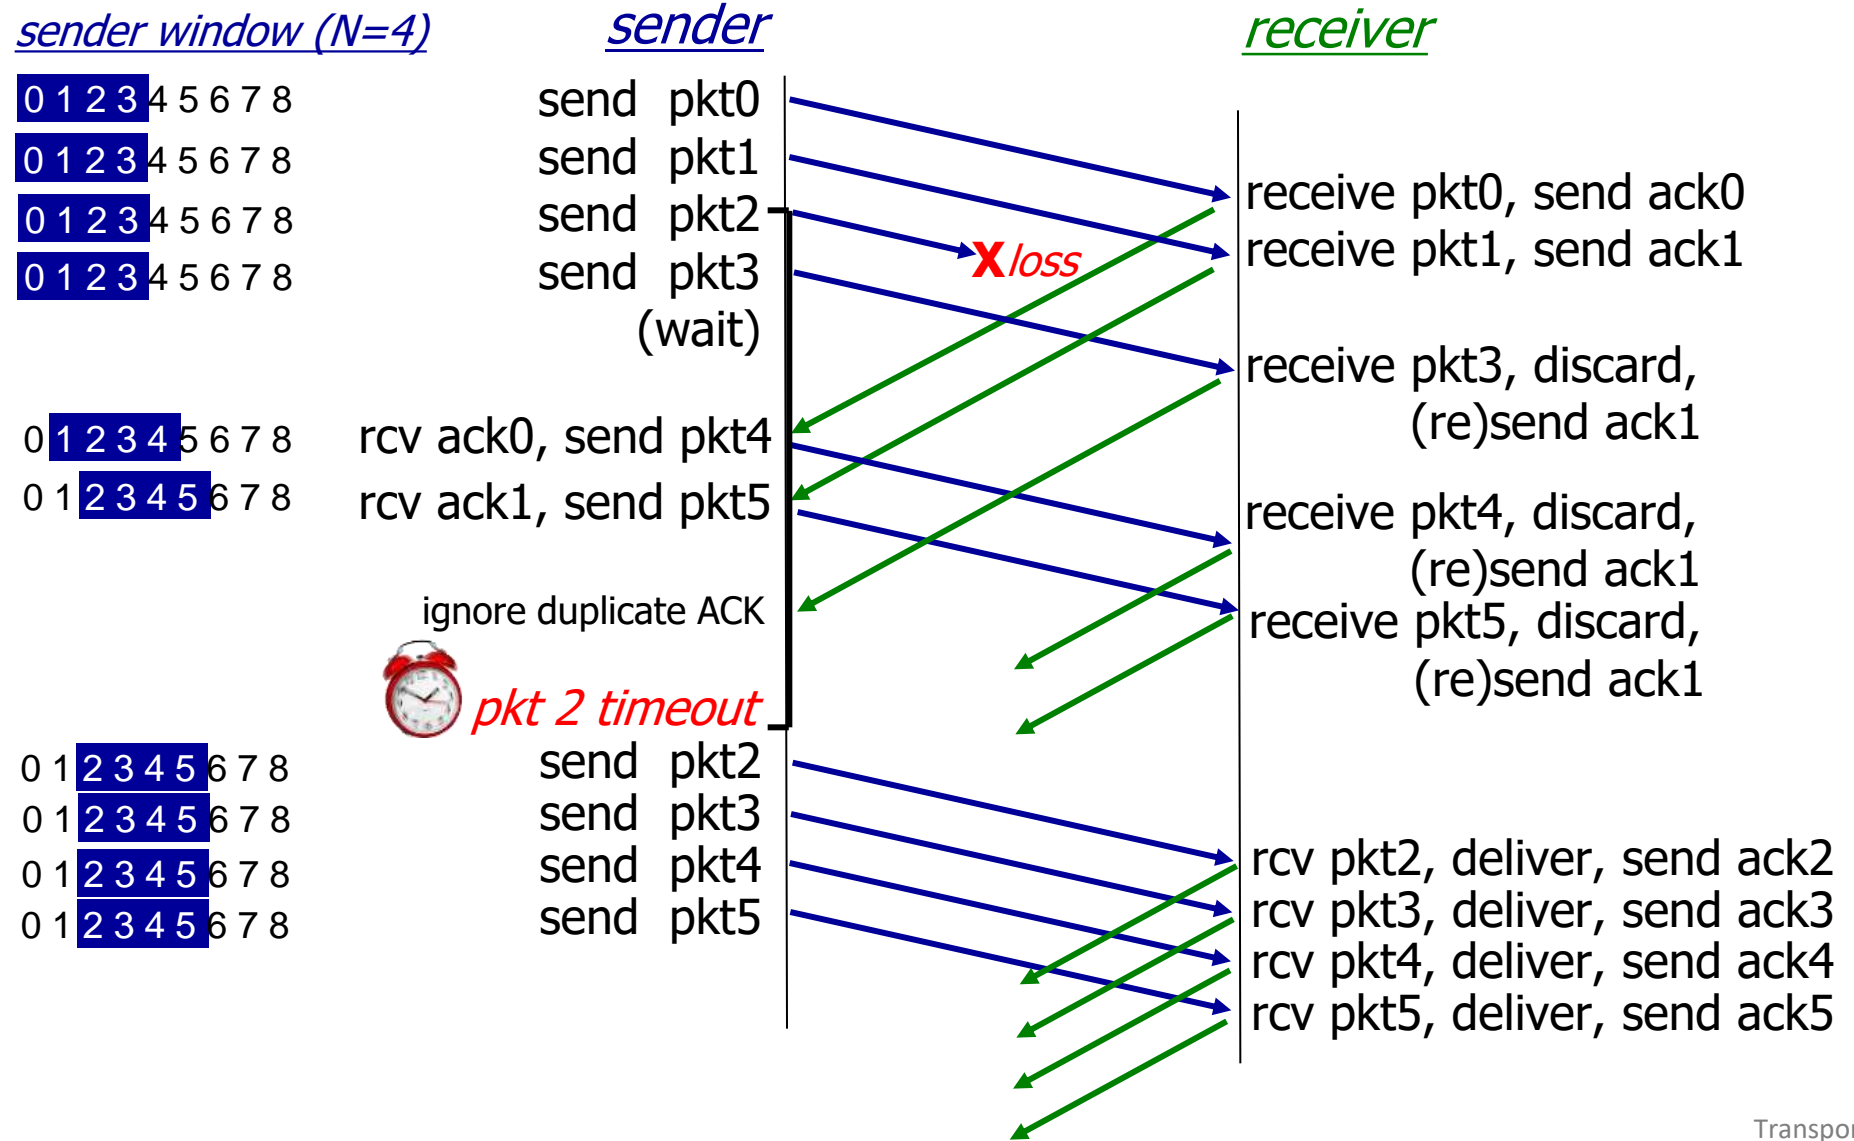 sender window (N=4)
sender
receiver
0 1 2 3 4 5 6 7 8
send pkt0
0 1 2 3 4 5 6 7 8
send pkt1
receive pkt0, send ack0
0 1 2 3 4 5 6 7 8
send pkt2
receive pkt1, send ack1
X loss
0 1 2 3 4 5 6 7 8
send pkt3
(wait)
receive pkt3, discard,
(re)send ack1
0 1 2 3 4 5 6 7 8
rcv ack0, send pkt4
0 1 2 3 4 5 6 7 8
rcv ack1, send pkt5
receive pkt4, discard,
(re)send ack1
ignore duplicate ACK
receive pkt5, discard,
(re)send ack1
pkt 2 timeout
0 1 2 3 4 5 6 7 8
send pkt2
0 1 2 3 4 5 6 7 8
send pkt3
0 1 2 3 4 5 6 7 8
send pkt4
rcv pkt2, deliver, send ack2
0 1 2 3 4 5 6 7 8
send pkt5
rcv pkt3, deliver, send ack3
rcv pkt4, deliver, send ack4
rcv pkt5, deliver, send ack5